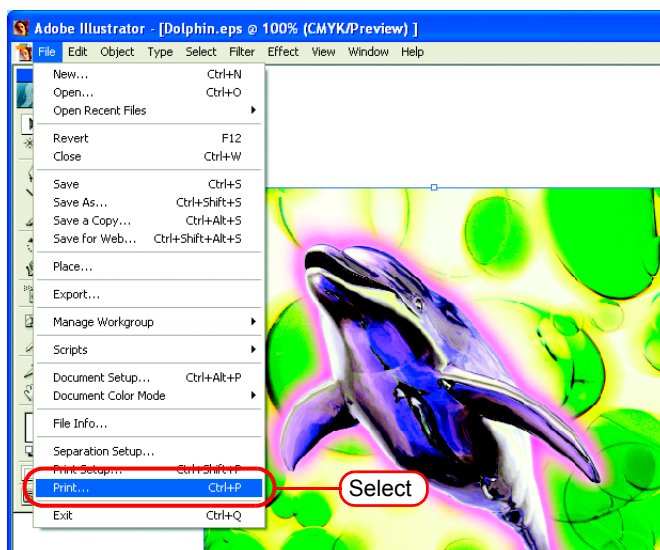 Adobe Illustrator - [Dolphin.eps @ 100% (CMYK/Preview) ]
File Edit Object Type Select Filter Effect View Window Help
New... Ctrl+N
Open... Ctrl+O
Open Recent Files
Revert F12
Close Ctrl+W
Save Ctrl+S
Save As... Ctrl+Shift+S
Save a Copy... Ctrl+Alt+S
Save for Web... Ctrl+Shift+Alt+S
Place...
Export...
Manage Workgroup
Scripts
Document Setup... Ctrl+Alt+P
Document Color Mode
File Info...
Separation Setup...
Print Setup... Ctrl+Shift+P
Print... Ctrl+P
Select
Exit Ctrl+Q